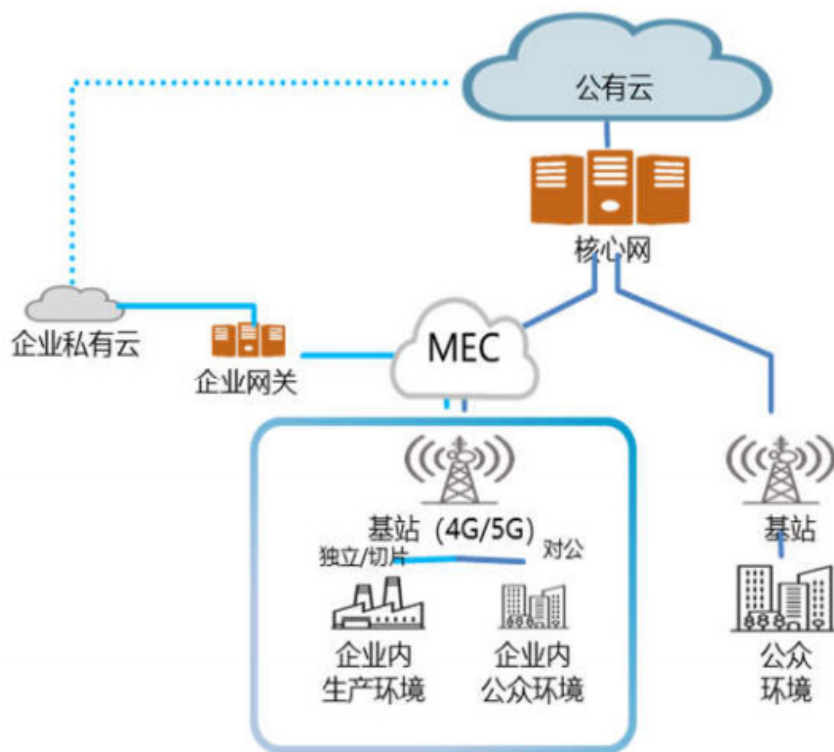 公有云
核心网
企业私有云
企业网关
MEC
基站（4G/5G）
独立/切片
对公
企业内
生产环境
企业内
公众环境
基站
公众
环境